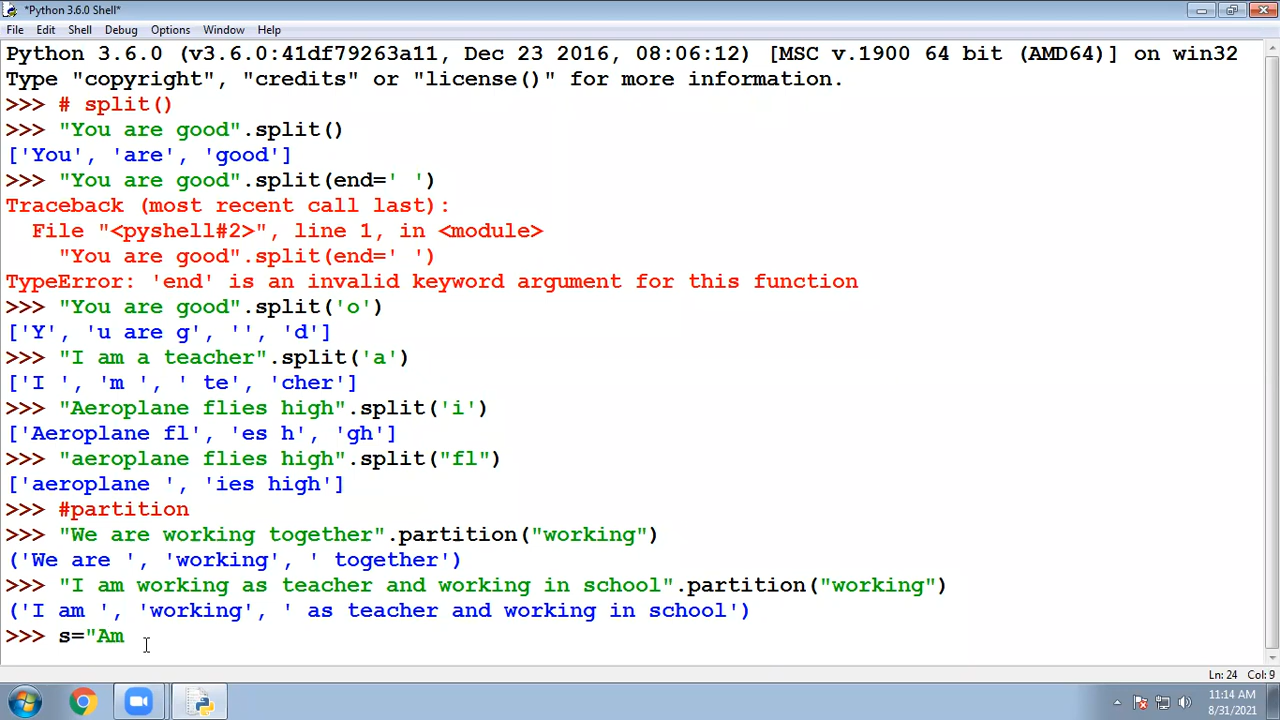 *Python 3.6.0 Shell*
File Edit Shell Debug Options Window Help
Python 3.6.0 (v3.6.0:41df79263a11, Dec 23 2016, 08:06:12) [MSC v.1900 64 bit (AMD64)] on win32
Type "copyright", "credits" or "license()" for more information.
>>> # split()
>>> "You are good".split()
['You', 'are', 'good']
>>> "You are good".split(end=' ')
Traceback (most recent call last):
  File "<pyshell#2>", line 1, in <module>
    "You are good".split(end=' ')
TypeError: 'end' is an invalid keyword argument for this function
>>> "You are good".split('o')
['Y', 'u are g', '', 'd']
>>> "I am a teacher".split('a')
['I ', 'm ', ' te', 'cher']
>>> "Aeroplane flies high".split('i')
['Aeroplane fl', 'es h', 'gh']
>>> "aeroplane flies high".split("fl")
['aeroplane ', 'ies high']
>>> #partition
>>> "We are working together".partition("working")
('We are ', 'working', ' together')
>>> "I am working as teacher and working in school".partition("working")
('I am ', 'working', ' as teacher and working in school')
>>> s="Am
Ln: 24 Col: 9
11:14 AM
8/31/2021